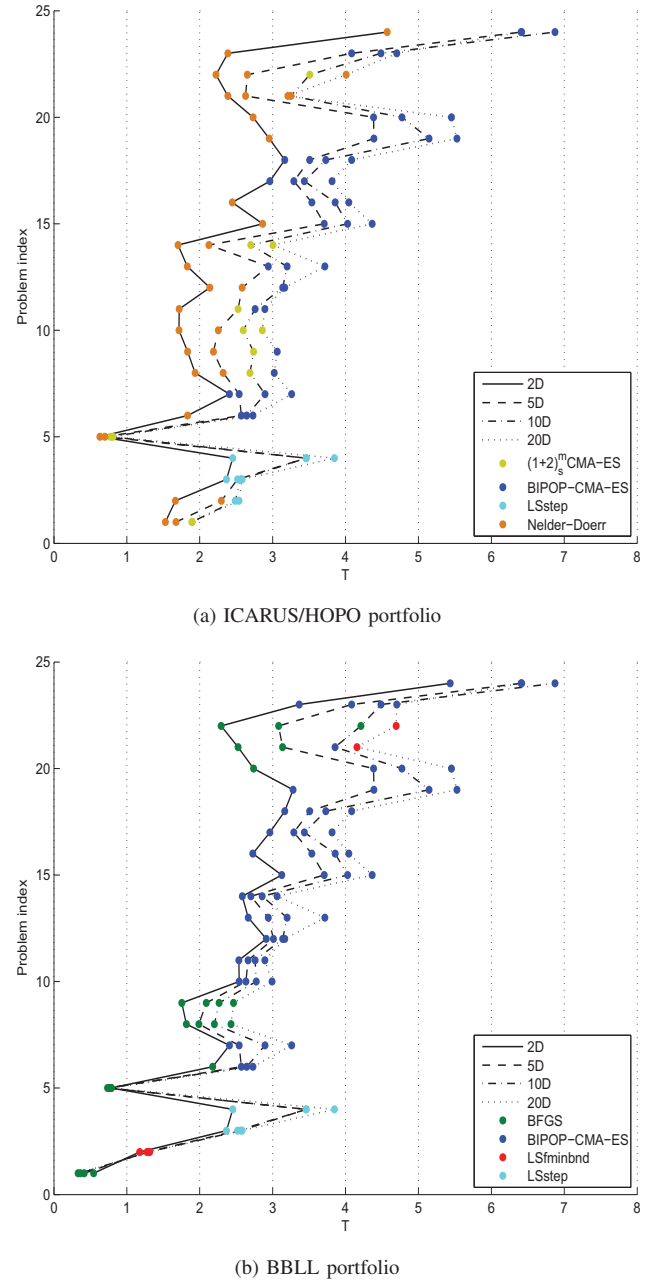 25
20
15
10
5
0
Problem index
0 1 2 3 4 5 6 7 8
T
2D
5D
10D
20D
(1+2)ₛᵐCMA−ES
BIPOP−CMA−ES
LSstep
Nelder−Doerr
(a) ICARUS/HOPO portfolio
25
20
15
10
5
0
Problem index
0 1 2 3 4 5 6 7 8
T
2D
5D
10D
20D
BFGS
BIPOP−CMA−ES
LSfminbnd
LSstep
(b) BBLL portfolio